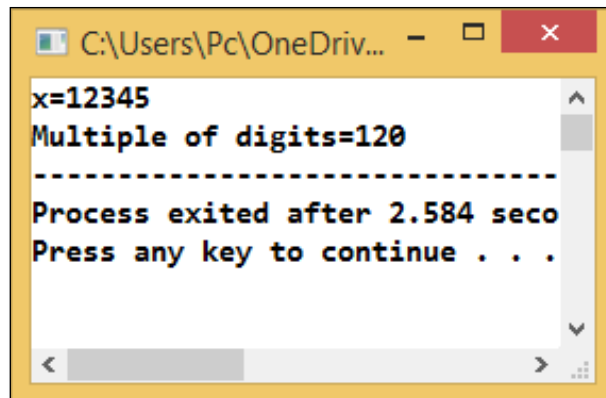 C:\Users\Pc\OneDriv...
x=12345
Multiple of digits=120
--------------------------------
Process exited after 2.584 seco
Press any key to continue . . .